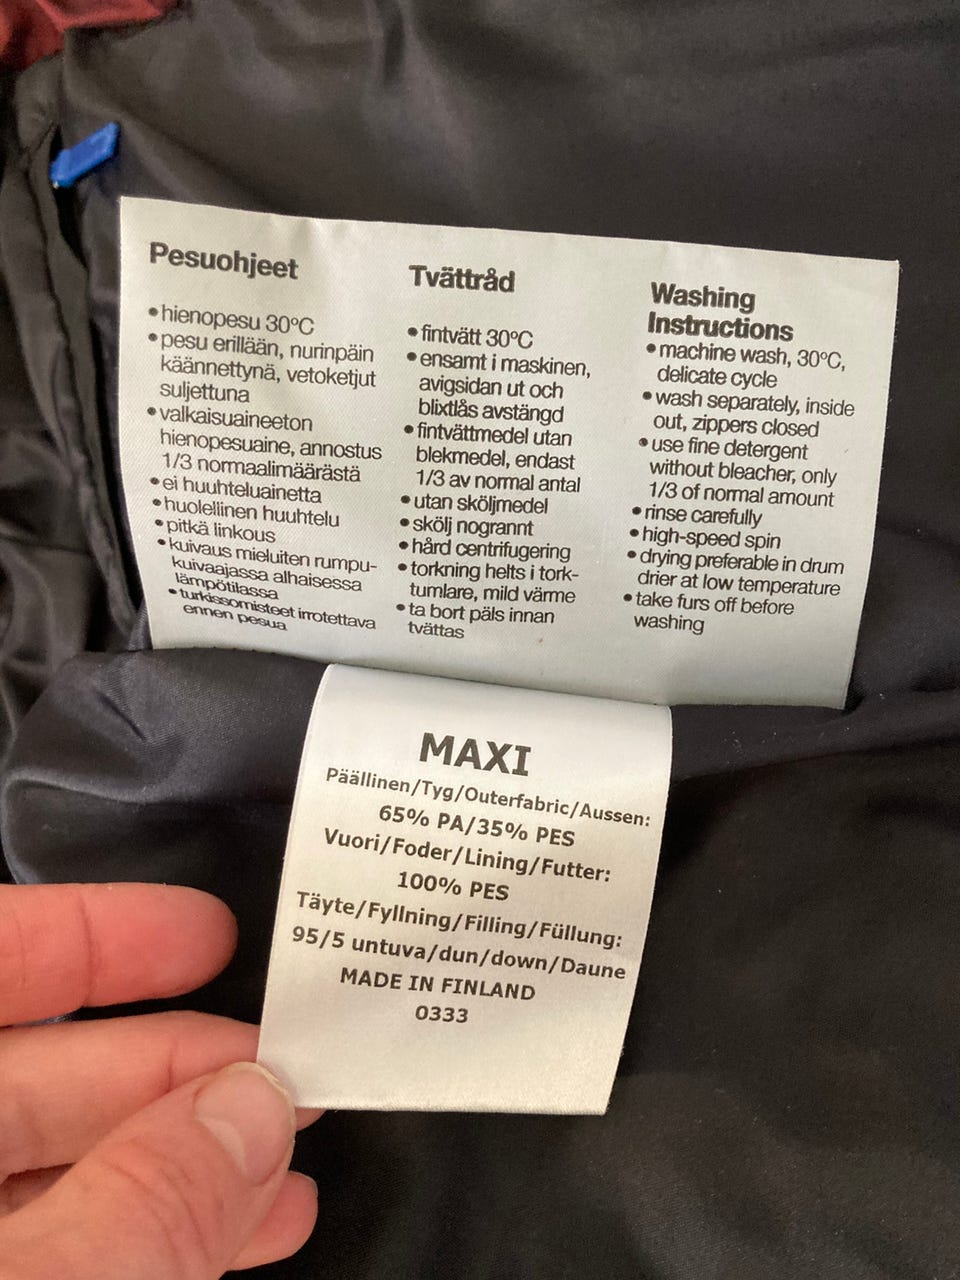 Pesuohjeet
• hienopesu 30ºC
• pesu erillään, nurinpäin
käännettynä, vetoketjut
suljettuna
• valkaisuaineeton
hienopesuaine, annostus
1/3 normaalimäärästä
• ei huuhteluainetta
• huolellinen huuhtelu
• pitkä linkous
• kuivaus mieluiten rumpu-
kuivaajassa alhaisessa
lämpötilassa
• turkissomisteet irrotettava
ennen pesua
Tvättråd
• fintvätt 30ºC
• ensamt i maskinen,
avigsidan ut och
blixtlås avstängd
• fintvättmedel utan
blekmedel, endast
1/3 av normal antal
• utan sköljmedel
• skölj nogrannt
• hård centrifugering
• torkning helts i tork-
tumlare, mild värme
• ta bort päls innan
tvättas
Washing
Instructions
• machine wash, 30ºC,
delicate cycle
• wash separately, inside
out, zippers closed
• use fine detergent
without bleacher, only
1/3 of normal amount
• rinse carefully
• high-speed spin
• drying preferable in drum
drier at low temperature
• take furs off before
washing
MAXI
Päällinen/Tyg/Outerfabric/Aussen:
65% PA/35% PES
Vuori/Foder/Lining/Futter:
100% PES
Täyte/Fyllning/Filling/Füllung:
95/5 untuva/dun/down/Daune
MADE IN FINLAND
0333